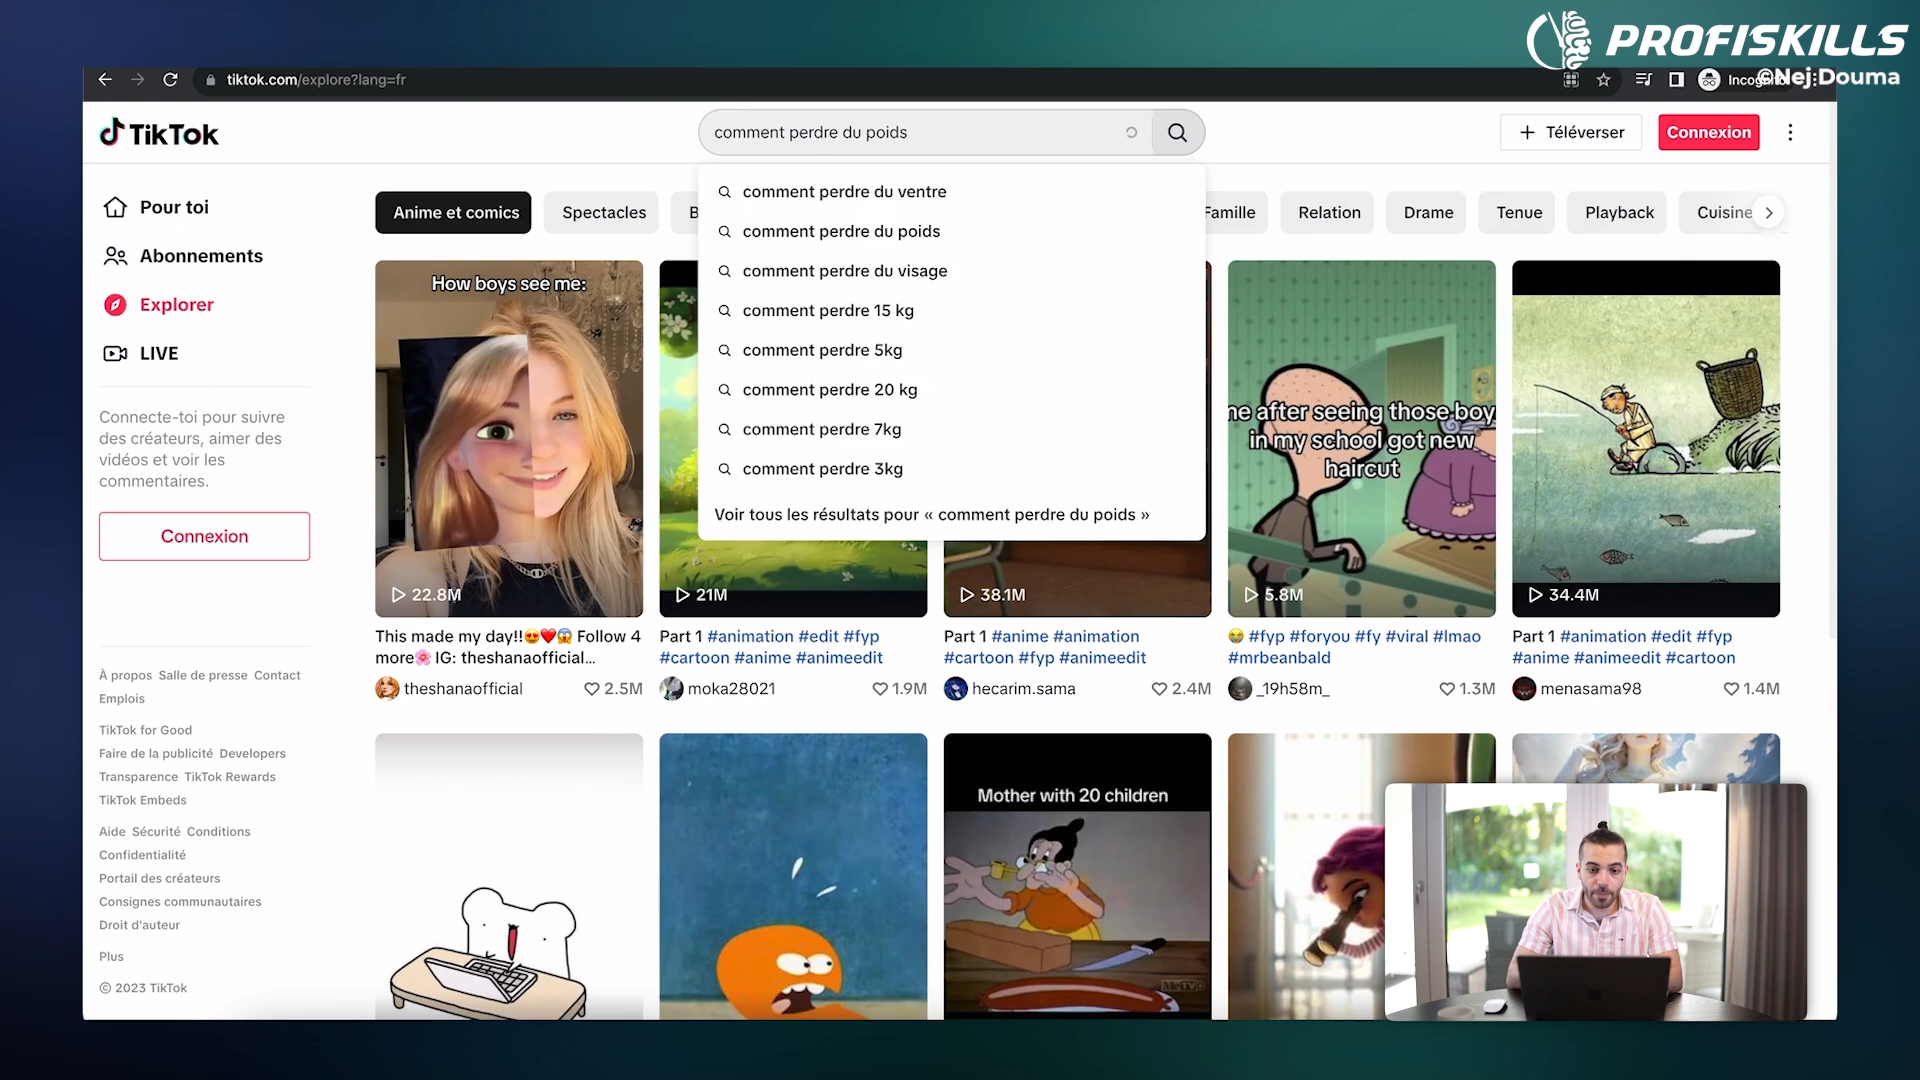 PROFISKILLS
@Nej Douma
tiktok.com/explore?lang=fr
TikTok
comment perdre du poids
Téléverser
Connexion
comment perdre du ventre
comment perdre du poids
comment perdre du visage
comment perdre 15 kg
comment perdre 5kg
comment perdre 20 kg
comment perdre 7kg
comment perdre 3kg
Voir tous les résultats pour « comment perdre du poids »
Pour toi
Abonnements
Explorer
LIVE
Connecte-toi pour suivre
des créateurs, aimer des
vidéos et voir les
commentaires.
Connexion
À propos Salle de presse Contact
Emplois
TikTok for Good
Faire de la publicité Developers
Transparence TikTok Rewards
TikTok Embeds
Aide Sécurité Conditions
Confidentialité
Portail des créateurs
Consignes communautaires
Droit d'auteur
Plus
© 2023 TikTok
Anime et comics
Spectacles
Famille
Relation
Drame
Tenue
Playback
Cuisine
How boys see me:
22.8M
21M
38.1M
me after seeing those boy
in my school got new
haircut
5.8M
34.4M
This made my day!!😍❤️😱 Follow 4
more🌸 IG: theshanaofficial...
theshanaofficial
2.5M
Part 1 #animation #edit #fyp
#cartoon #anime #animeedit
moka28021
1.9M
Part 1 #anime #animation
#cartoon #fyp #animeedit
hecarim.sama
2.4M
😭 #fyp #foryou #fy #viral #lmao
#mrbeanbald
_19h58m_
1.3M
Part 1 #animation #edit #fyp
#anime #animeedit #cartoon
menasama98
1.4M
Mother with 20 children
MeTV